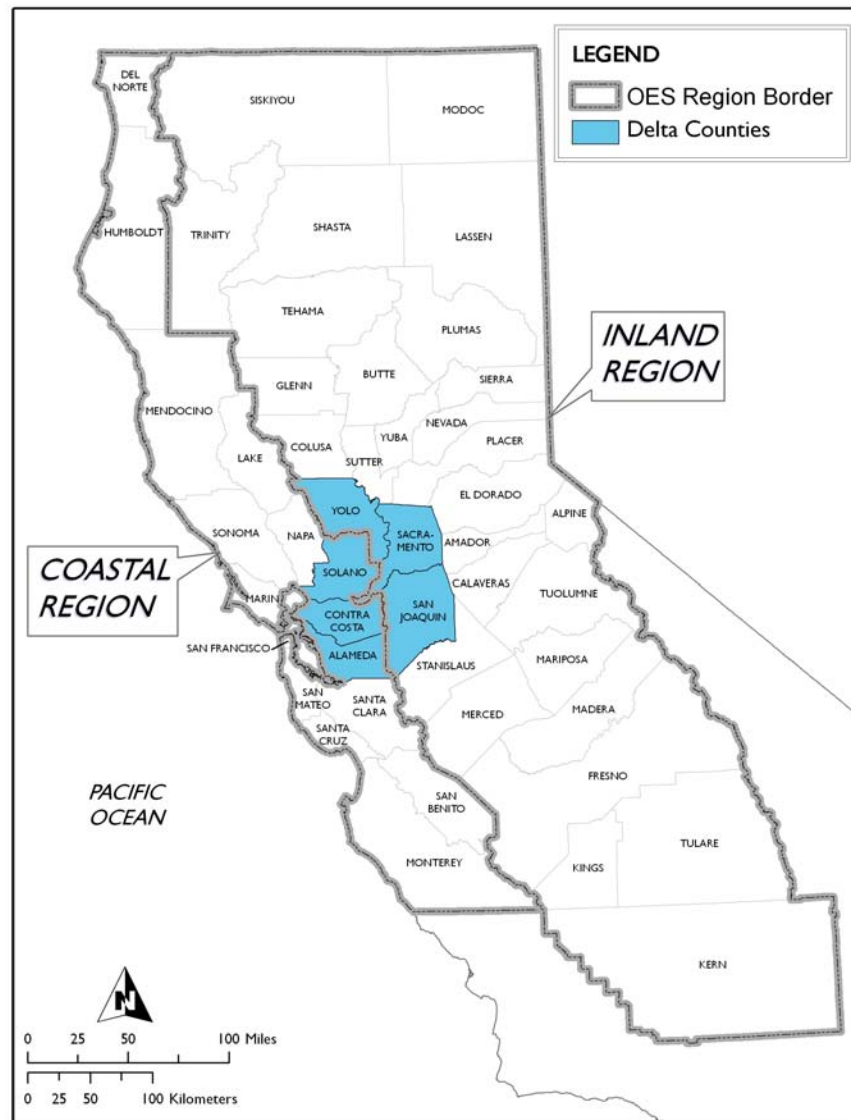 LEGEND
OES Region Border
Delta Counties
DEL
NORTE
SISKIYOU
MODOC
HUMBOLDT
TRINITY
SHASTA
LASSEN
TEHAMA
PLUMAS
INLAND
REGION
GLENN
BUTTE
SIERRA
MENDOCINO
NEVADA
YUBA
PLACER
COLUSA
LAKE
SUTTER
EL DORADO
YOLO
ALPINE
SONOMA
NAPA
SACRA-
MENTO
AMADOR
COASTAL
REGION
SOLANO
CALAVERAS
MARIN
TUOLUMNE
CONTRA
COSTA
SAN
JOAQUIN
SAN FRANCISCO
ALAMEDA
STANISLAUS
MARIPOSA
SAN
MATEO
SANTA
CLARA
MERCED
MADERA
SANTA
CRUZ
FRESNO
PACIFIC
OCEAN
SAN
BENITO
TULARE
MONTEREY
KINGS
KERN
N
0 25 50 100 Miles
0 25 50 100 Kilometers